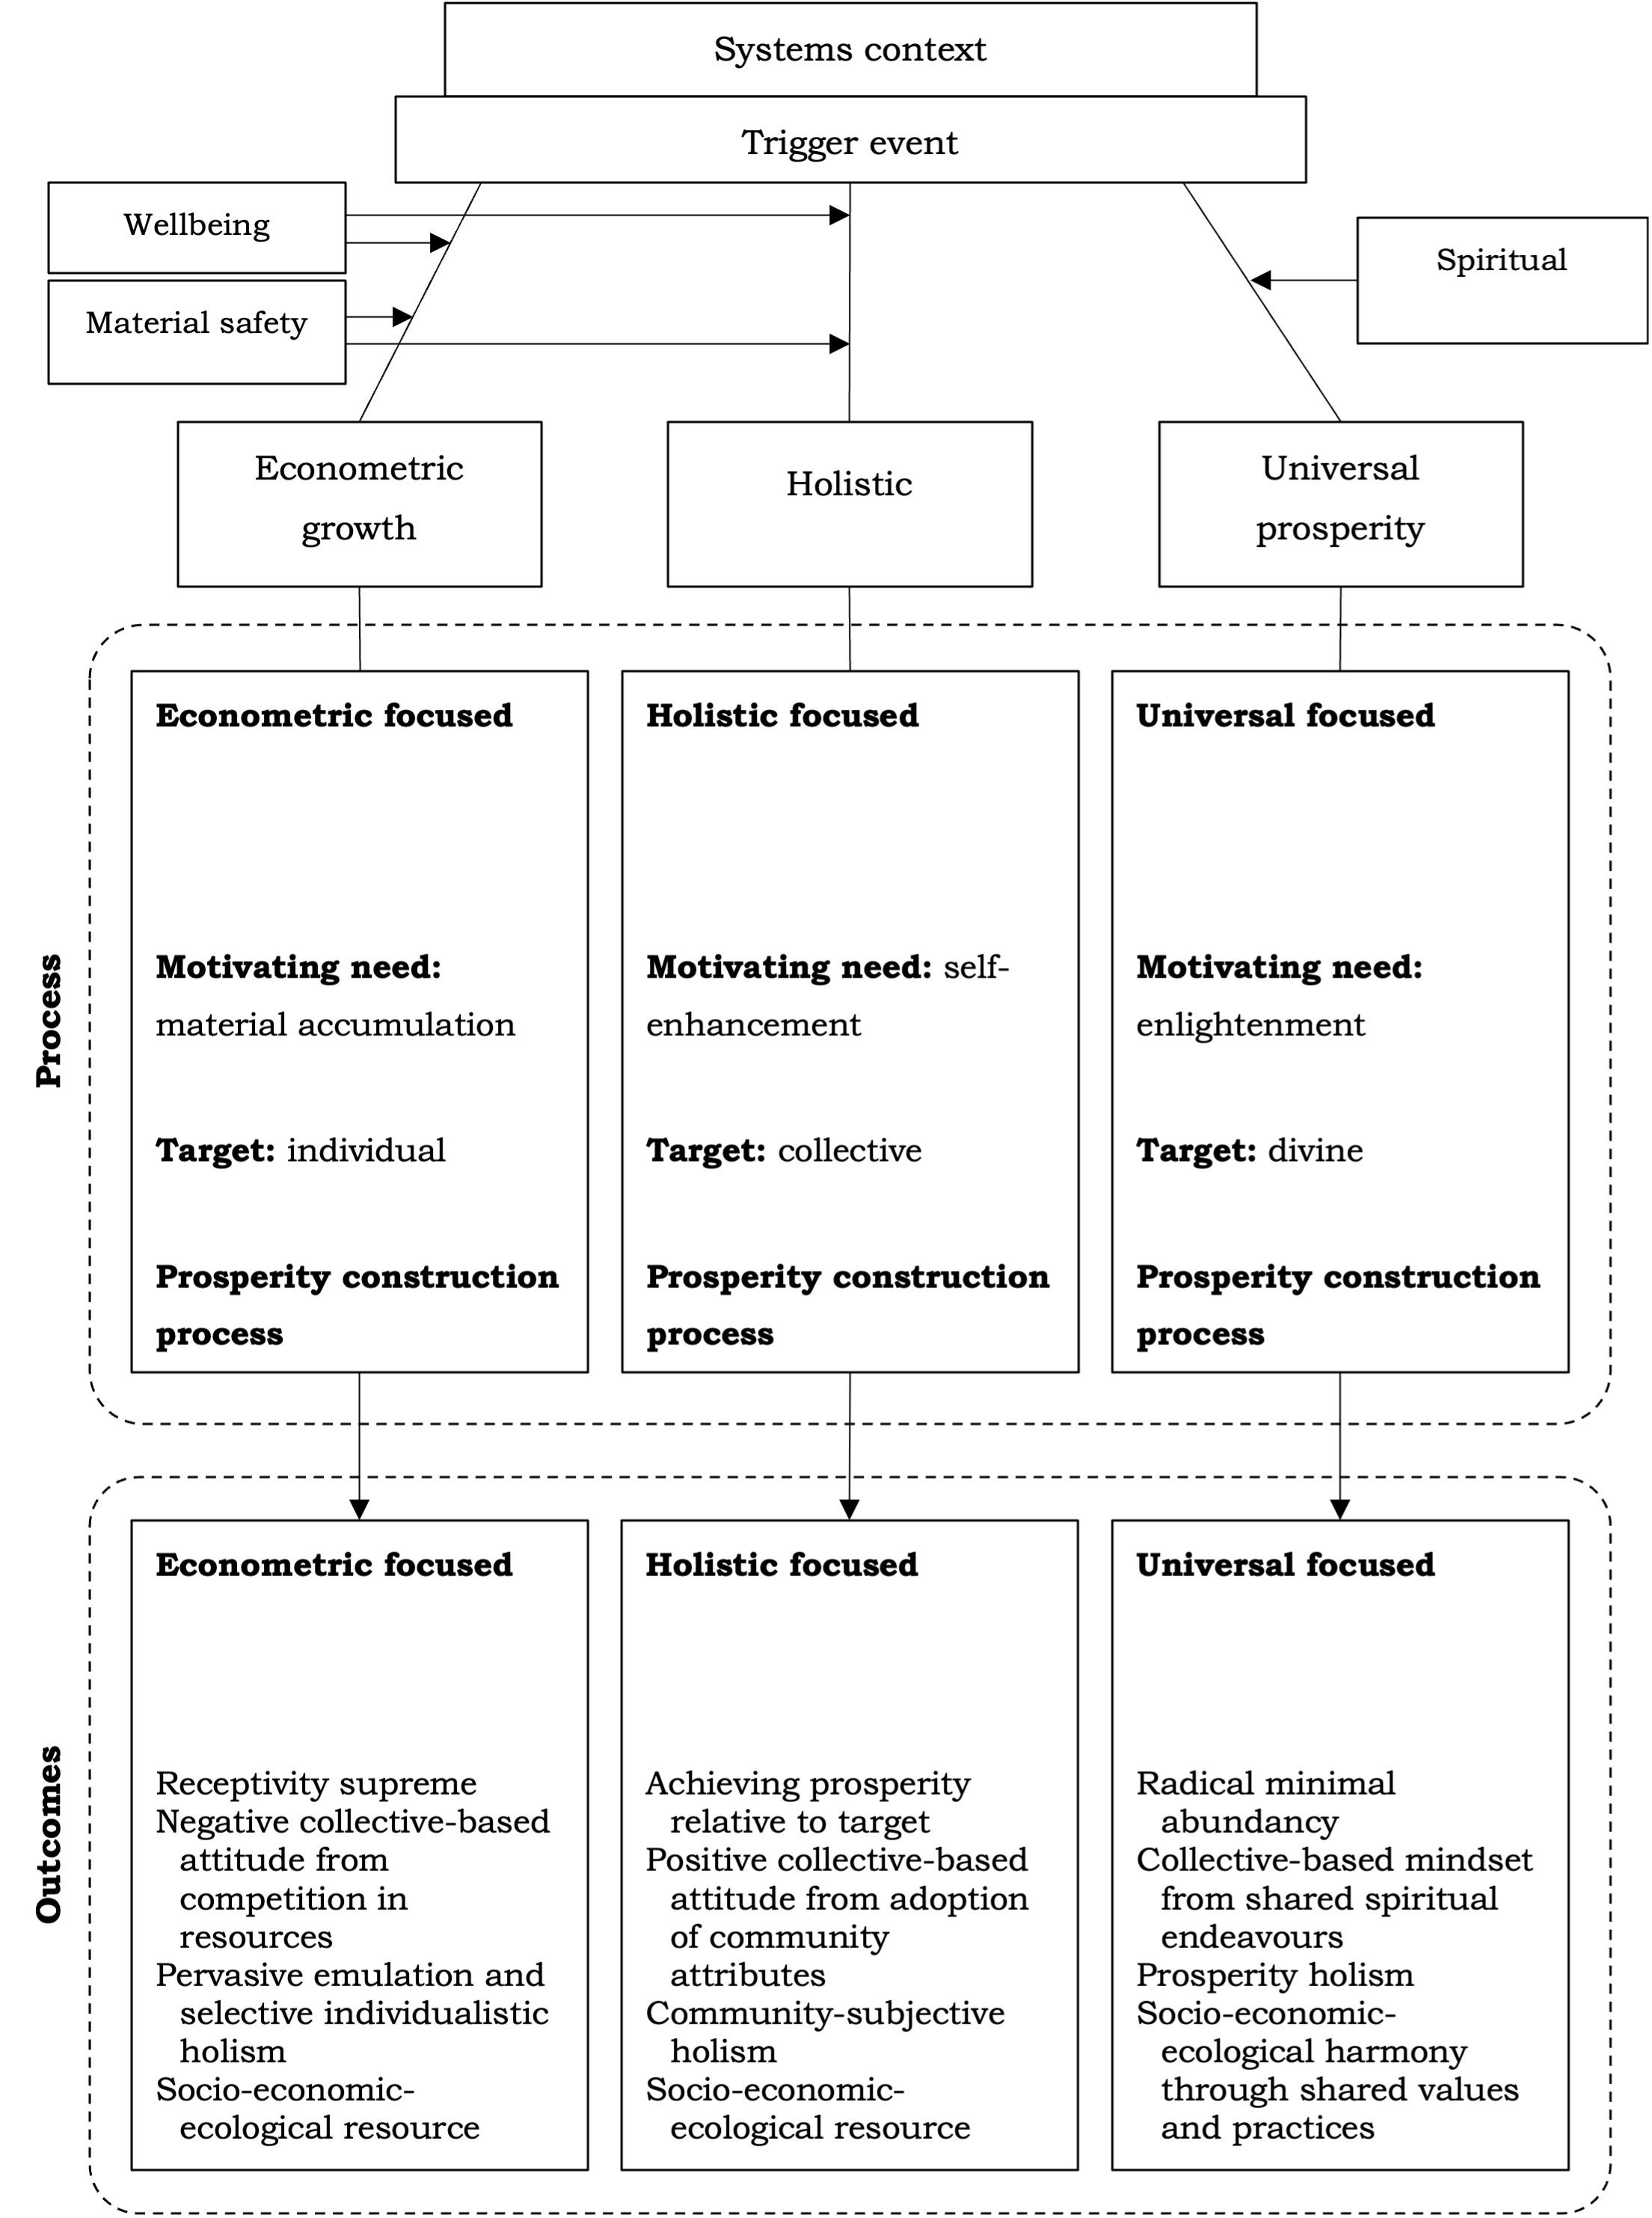 Systems context
Trigger event
Wellbeing
Material safety
Spiritual
Econometric
growth
Holistic
Universal
prosperity
Process
Econometric focused
Motivating need:
material accumulation
Target: individual
Prosperity construction
process
Holistic focused
Motivating need: self-
enhancement
Target: collective
Prosperity construction
process
Universal focused
Motivating need:
enlightenment
Target: divine
Prosperity construction
process
Outcomes
Econometric focused
Receptivity supreme
Negative collective-based
attitude from
competition in
resources
Pervasive emulation and
selective individualistic
holism
Socio-economic-
ecological resource
Holistic focused
Achieving prosperity
relative to target
Positive collective-based
attitude from adoption
of community
attributes
Community-subjective
holism
Socio-economic-
ecological resource
Universal focused
Radical minimal
abundancy
Collective-based mindset
from shared spiritual
endeavours
Prosperity holism
Socio-economic-
ecological harmony
through shared values
and practices